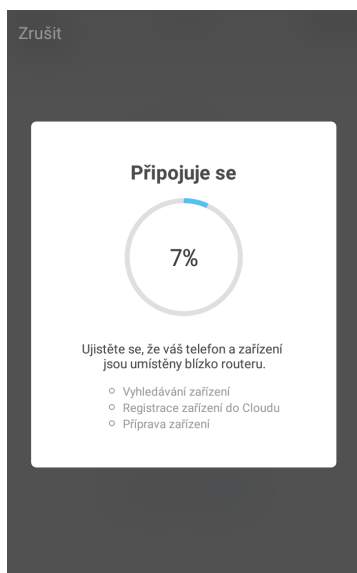 Zrušit
Připojuje se
7%
Ujistěte se, že váš telefon a zařízení
jsou umístěny blízko routeru.
Vyhledávání zařízení
Registrace zařízení do Cloudu
Příprava zařízení